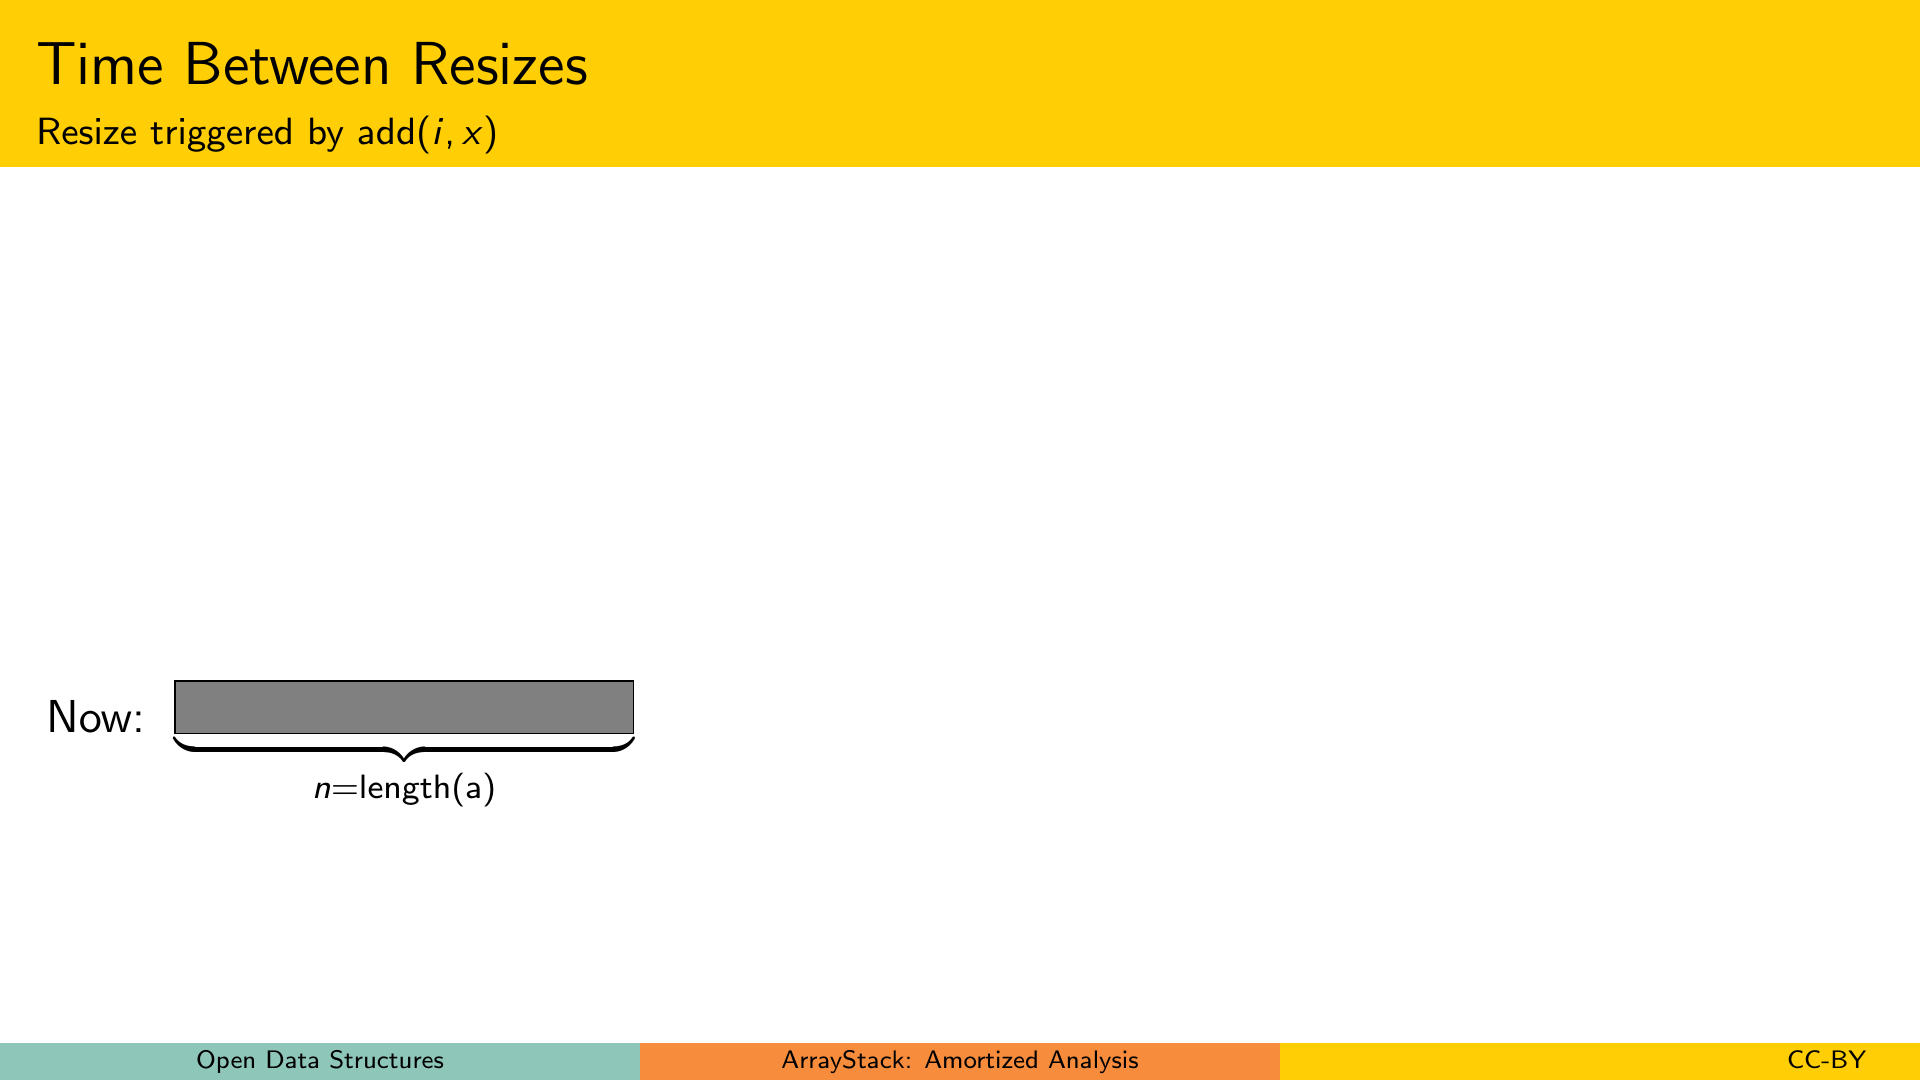 Time Between Resizes
Resize triggered by add(i, x)
Now:
n=length(a)
Open Data Structures
ArrayStack: Amortized Analysis
CC-BY